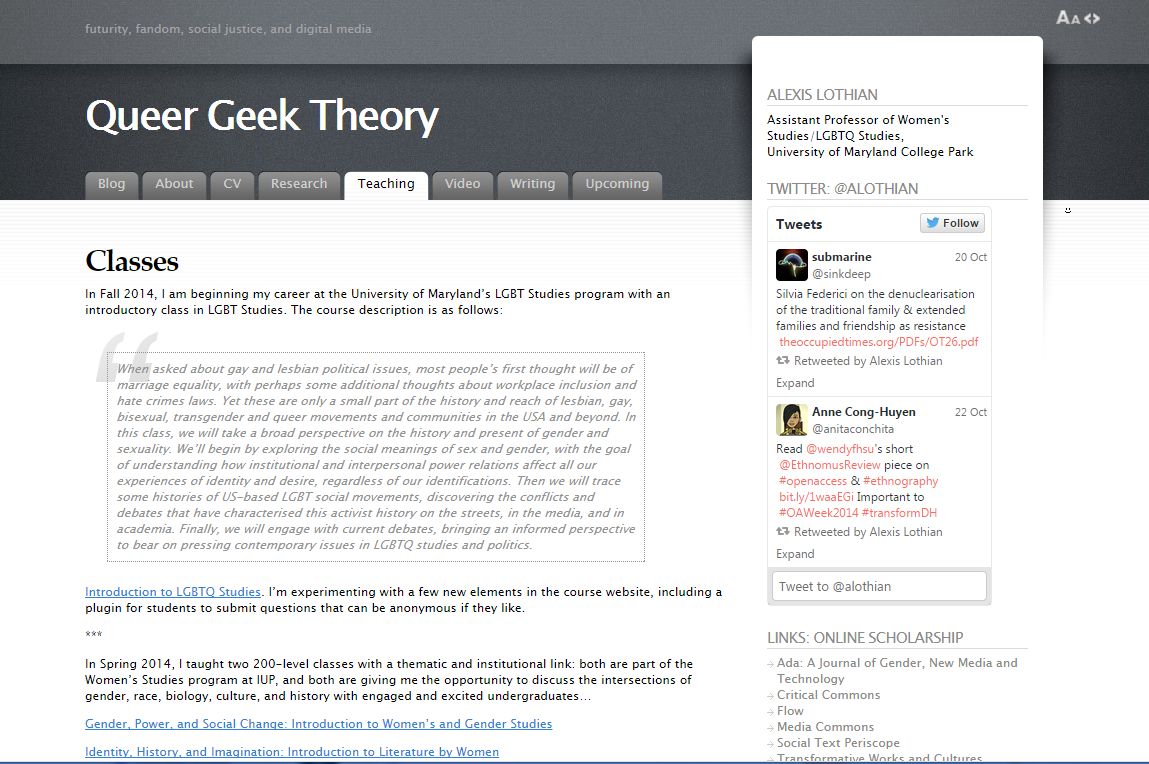 futurity, fandom, social justice, and digital media
AA
Queer Geek Theory
Blog
About
CV
Research
Teaching
Video
Writing
Upcoming
Classes
In Fall 2014, I am beginning my career at the University of Maryland’s LGBT Studies program with an
introductory class in LGBT Studies. The course description is as follows:
“
When asked about gay and lesbian political issues, most people’s first thought will be of
marriage equality, with perhaps some additional thoughts about workplace inclusion and
hate crimes laws. Yet these are only a small part of the history and reach of lesbian, gay,
bisexual, transgender and queer movements and communities in the USA and beyond. In
this class, we will take a broad perspective on the history and present of gender and
sexuality. We’ll begin by exploring the social meanings of sex and gender, with the goal
of understanding how institutional and interpersonal power relations affect all our
experiences of identity and desire, regardless of our identifications. Then we will trace
some histories of US-based LGBT social movements, discovering the conflicts and
debates that have characterised this activist history on the streets, in the media, and in
academia. Finally, we will engage with current debates, bringing an informed perspective
to bear on pressing contemporary issues in LGBTQ studies and politics.
Introduction to LGBTQ Studies. I’m experimenting with a few new elements in the course website, including a
plugin for students to submit questions that can be anonymous if they like.
***
In Spring 2014, I taught two 200-level classes with a thematic and institutional link: both are part of the
Women’s Studies program at IUP, and both are giving me the opportunity to discuss the intersections of
gender, race, biology, culture, and history with engaged and excited undergraduates…
Gender, Power, and Social Change: Introduction to Women’s and Gender Studies
Identity, History, and Imagination: Introduction to Literature by Women
ALEXIS LOTHIAN
Assistant Professor of Women's
Studies/LGBTQ Studies,
University of Maryland College Park
TWITTER: @ALOTHIAN
Tweets
Follow
submarine
20 Oct
@sinkdeep
Silvia Federici on the denuclearisation
of the traditional family & extended
families and friendship as resistance
theoccupiedtimes.org/PDFs/OT26.pdf
Retweeted by Alexis Lothian
Expand
Anne Cong-Huyen
22 Oct
@anitaconchita
Read @wendyfhsu's short
@EthnomusReview piece on
#openaccess & #ethnography
bit.ly/1waaEGi Important to
#OAWeek2014 #transformDH
Retweeted by Alexis Lothian
Expand
Tweet to @alothian
LINKS: ONLINE SCHOLARSHIP
Ada: A Journal of Gender, New Media and
Technology
Critical Commons
Flow
Media Commons
Social Text Periscope
Transformative Works and Cultures